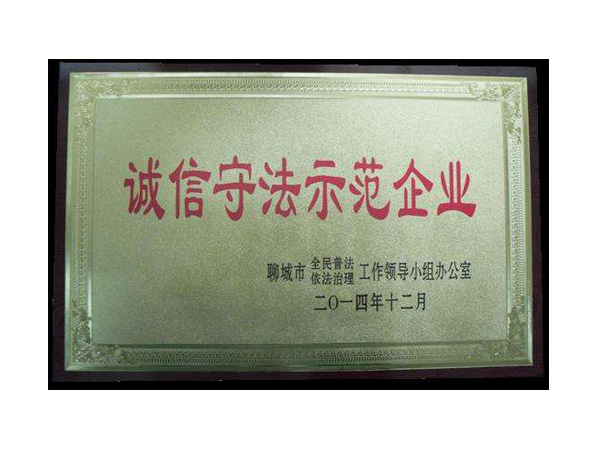 诚信守法示范企业
聊城市 全民普法 工作领导小组办公室
依法治理
二〇一四年十二月